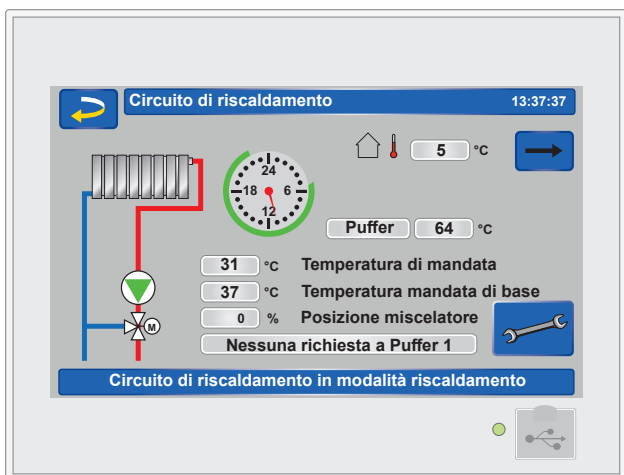 Circuito di riscaldamento 13:37:37
5 °C
24
18 6
12
Puffer 64 °C
31 °C Temperatura di mandata
37 °C Temperatura mandata di base
0 % Posizione miscelatore
M
Nessuna richiesta a Puffer 1
Circuito di riscaldamento in modalità riscaldamento